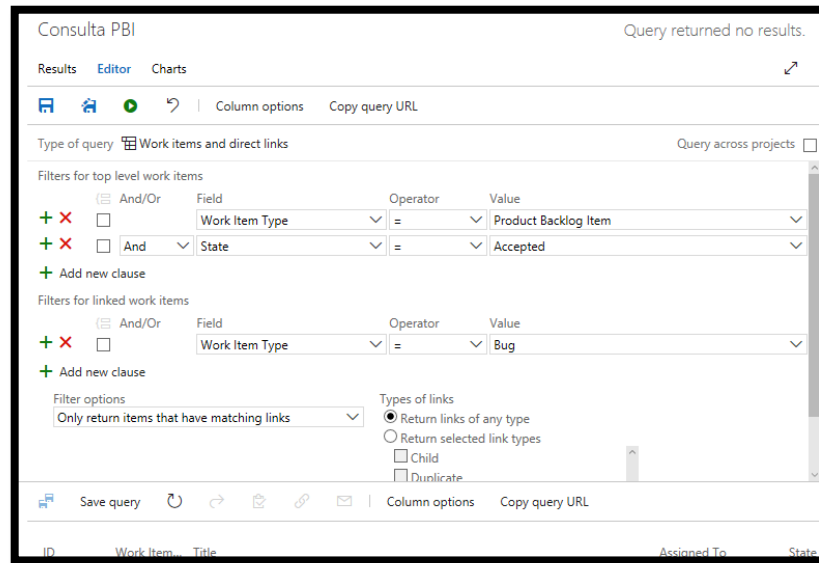 Consulta PBI
Query returned no results.
Results Editor Charts
Column options Copy query URL
Type of query Work items and direct links Query across projects
Filters for top level work items
And/Or Field Operator Value
Work Item Type = Product Backlog Item
And State = Accepted
Add new clause
Filters for linked work items
And/Or Field Operator Value
Work Item Type = Bug
Add new clause
Filter options Types of links
Only return items that have matching links Return links of any type
Return selected link types
Child
Duplicate
Save query Column options Copy query URL
ID Work Item... Title Assigned To State